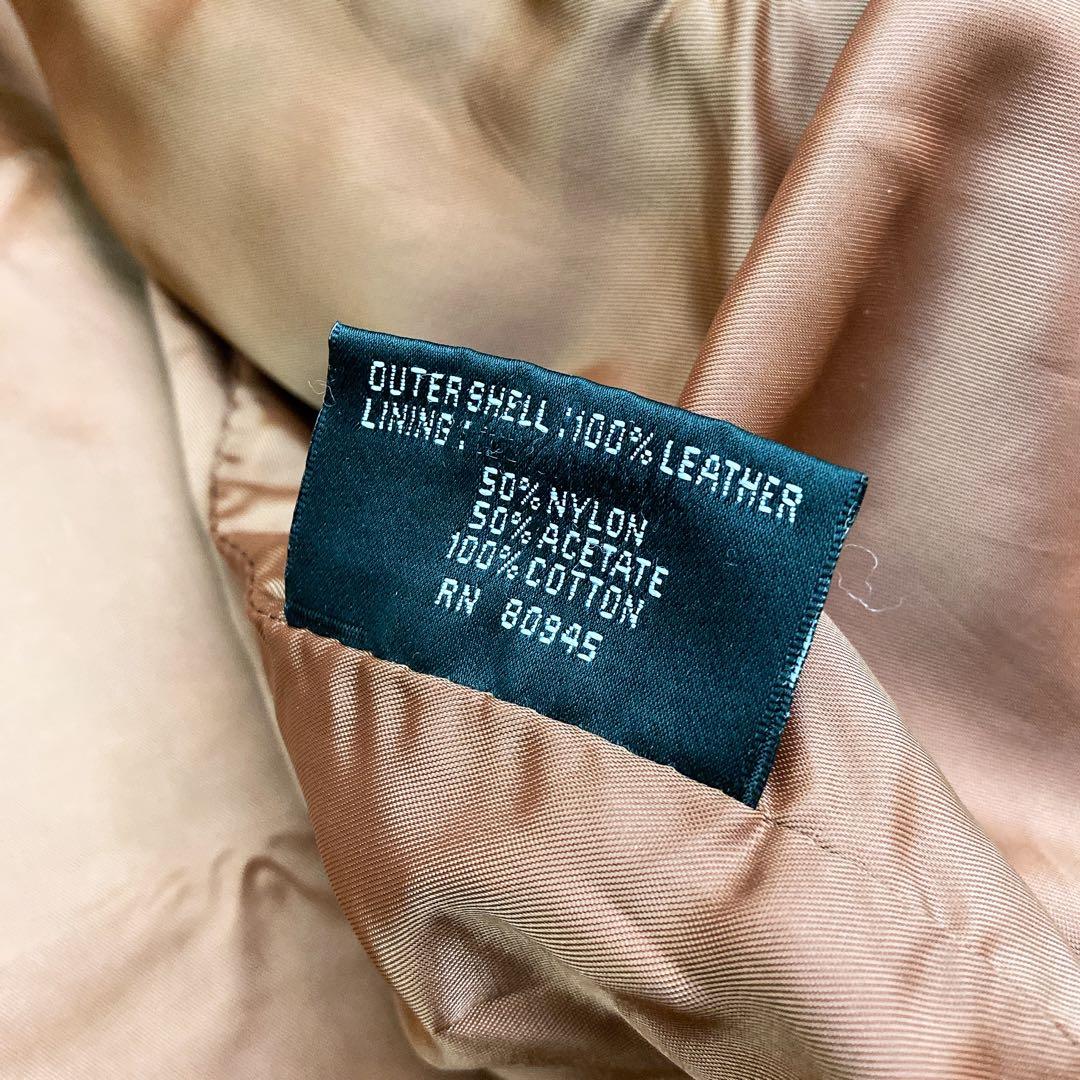 OUTER SHELL : 100% LEATHER
LINING :
50% NYLON
50% ACETATE
100% COTTON
RN 80945